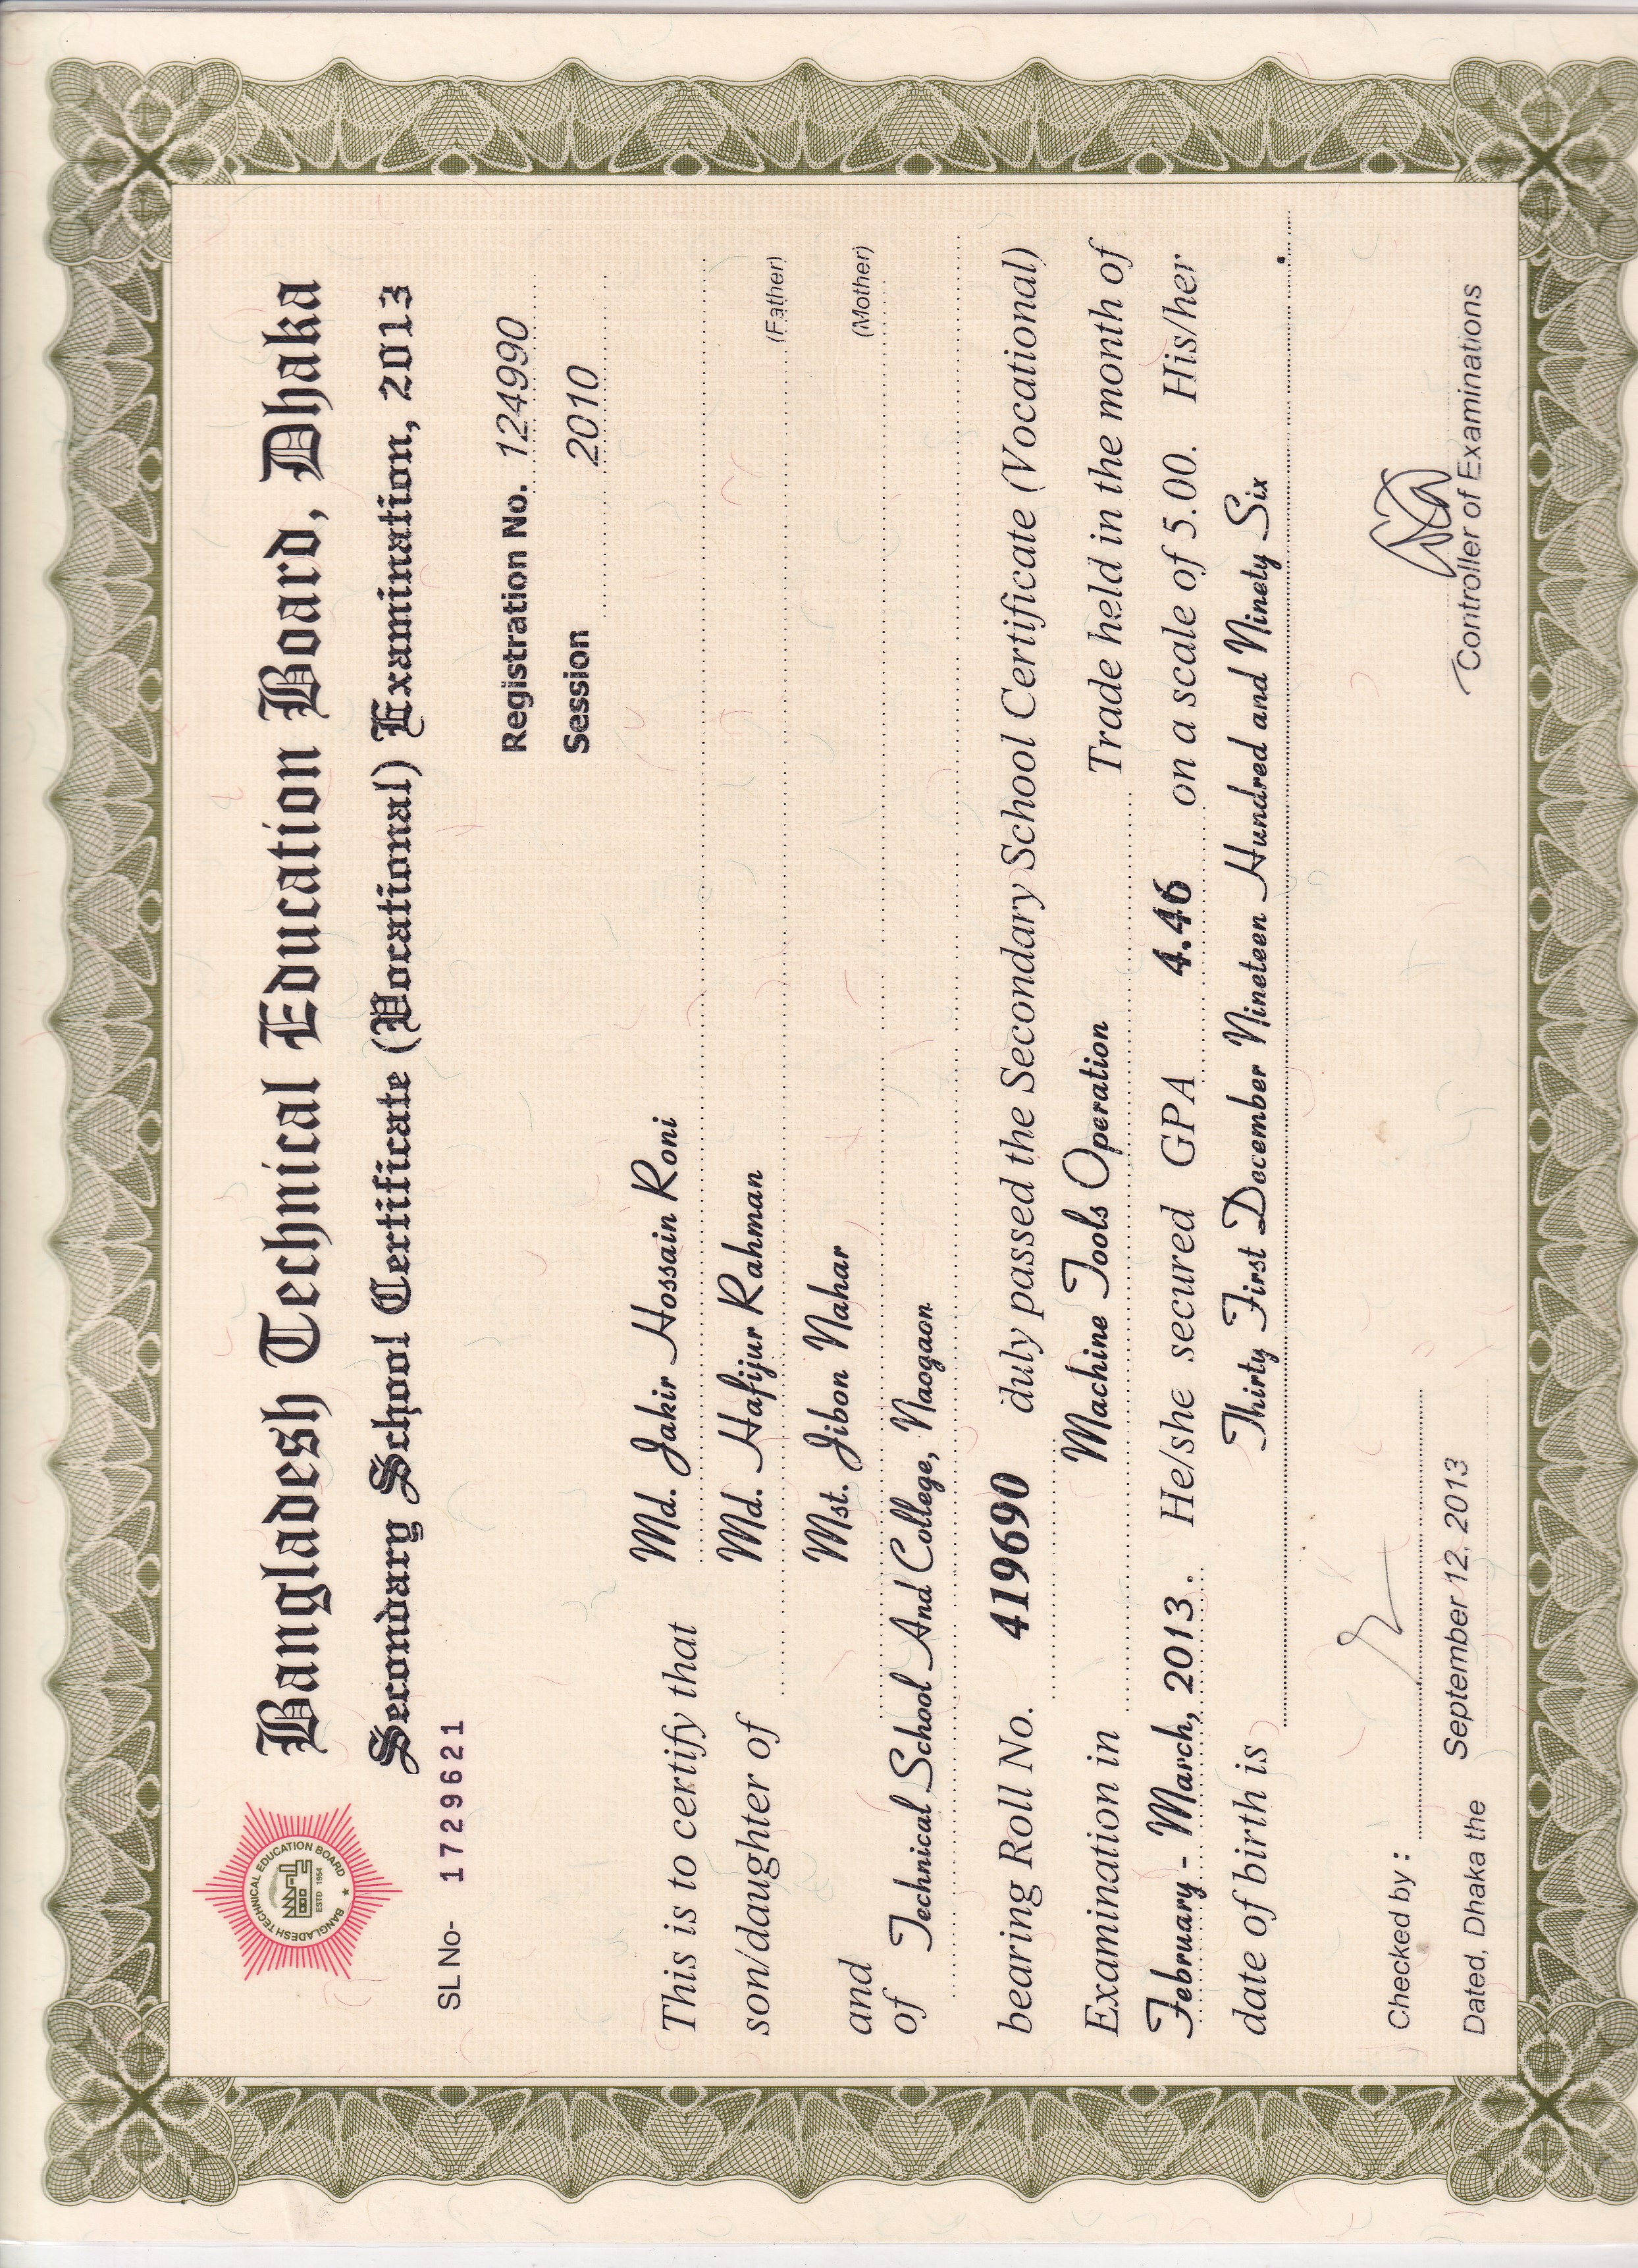 Bangladesh Technical Education Board, Dhaka
Secondary School Certificate (Vocational) Examination, 2013
BANGLADESH TECHNICAL EDUCATION BOARD
ESTD 1954
SL No- 1729621
Registration No. 124990
Session 2010
This is to certify that Md. Jakir Hossain Roni
son/daughter of Md. Hafijur Rahman (Father)
and Mst. Jibon Nahar (Mother)
of Technical School And College, Naogaon
bearing Roll No. 419690 duly passed the Secondary School Certificate (Vocational)
Examination in Machine Tools Operation Trade held in the month of
February - March, 2013. He/she secured GPA 4.46 on a scale of 5.00. His/her
date of birth is Thirty First December Nineteen Hundred and Ninety Six.
Checked by :
Dated, Dhaka the September 12, 2013
Controller of Examinations